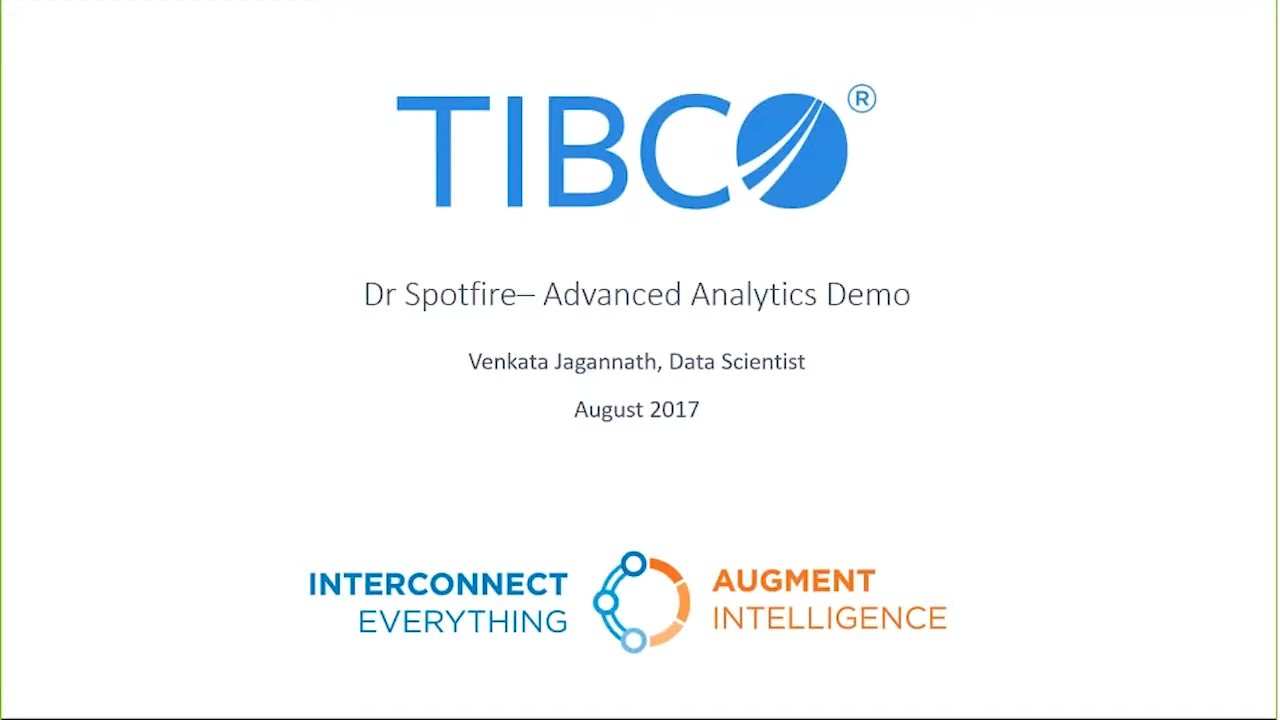 TIBCO®
Dr Spotfire– Advanced Analytics Demo
Venkata Jagannath, Data Scientist
August 2017
INTERCONNECT
EVERYTHING
AUGMENT
INTELLIGENCE